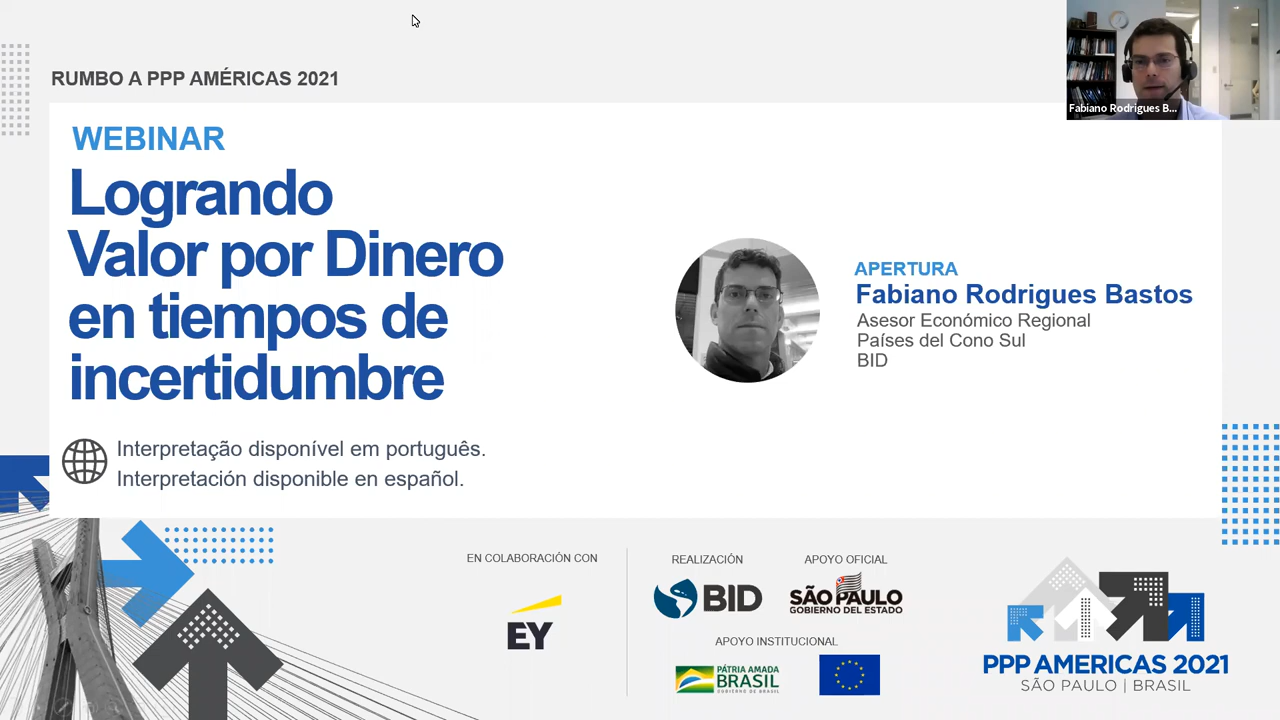 RUMBO A PPP AMÉRICAS 2021
Fabiano Rodrigues B...
WEBINAR
Logrando
Valor por Dinero
en tiempos de
incertidumbre
Interpretação disponível em português.
Interpretación disponible en español.
APERTURA
Fabiano Rodrigues Bastos
Asesor Económico Regional
Países del Cono Sul
BID
EN COLABORACIÓN CON
EY
REALIZACIÓN
BID
APOYO OFICIAL
SÃO PAULO
GOBIERNO DEL ESTADO
APOYO INSTITUCIONAL
PÁTRIA AMADA
BRASIL
GOBIERNO DE BRASIL
PPP AMERICAS 2021
SÃO PAULO | BRASIL